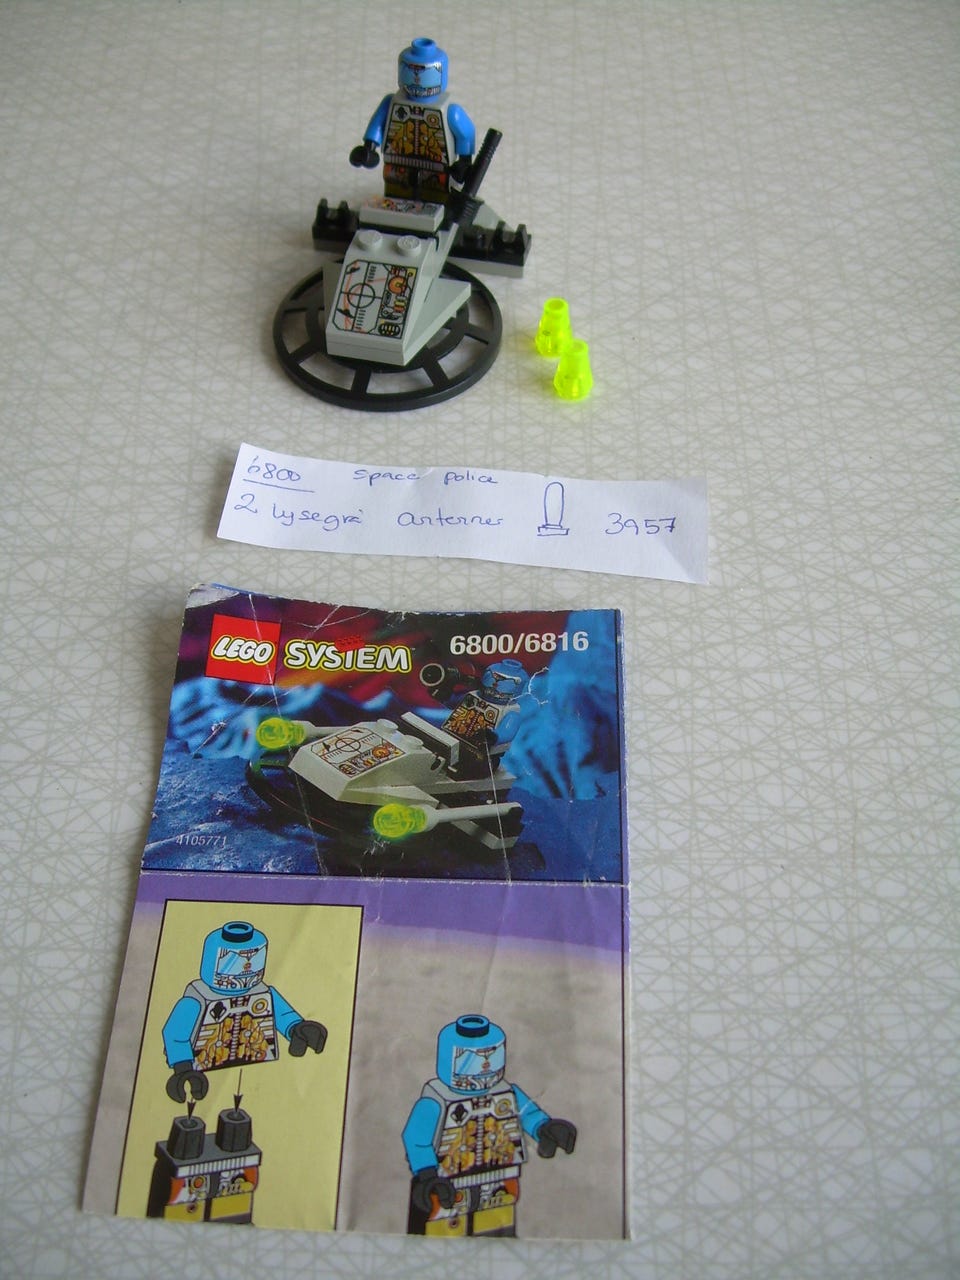 6800 space police
2 lysegrå antenner 3957
LEGO SYSTEM 6800/6816
4105771